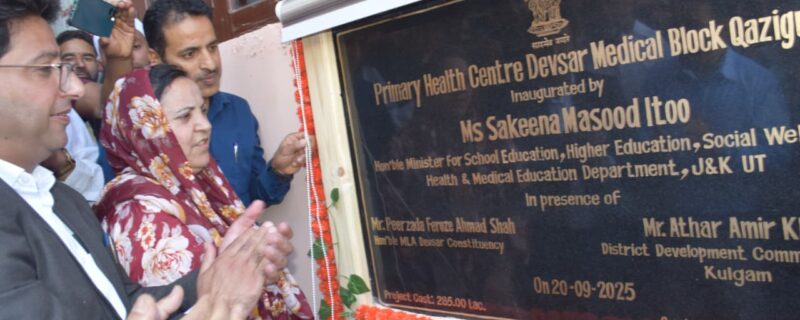 सत्यमेव जयते
Primary Health Centre Devsar Medical Block Qazigu
Inaugurated by
Ms Sakeena Masood Itoo
Hon'ble Minister For School Education, Higher Education, Social Wel
Health & Medical Education Department, J&K UT
In presence of
Mr. Peerzada Feroze Ahmad Shah
Hon'ble MLA Devsar Constituency
Mr. Athar Amir K
District Development Comm
Kulgam
On 20-09-2025
Project Cost: 285.00 Lac.